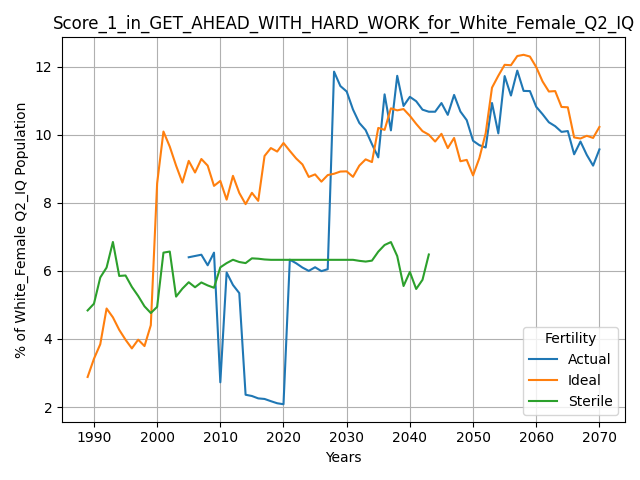 Score_1_in_GET_AHEAD_WITH_HARD_WORK_for_White_Female_Q2_IQ
% of White_Female Q2_IQ Population
12
10
8
6
4
2
1990 2000 2010 2020 2030 2040 2050 2060 2070
Years
Fertility
Actual
Ideal
Sterile